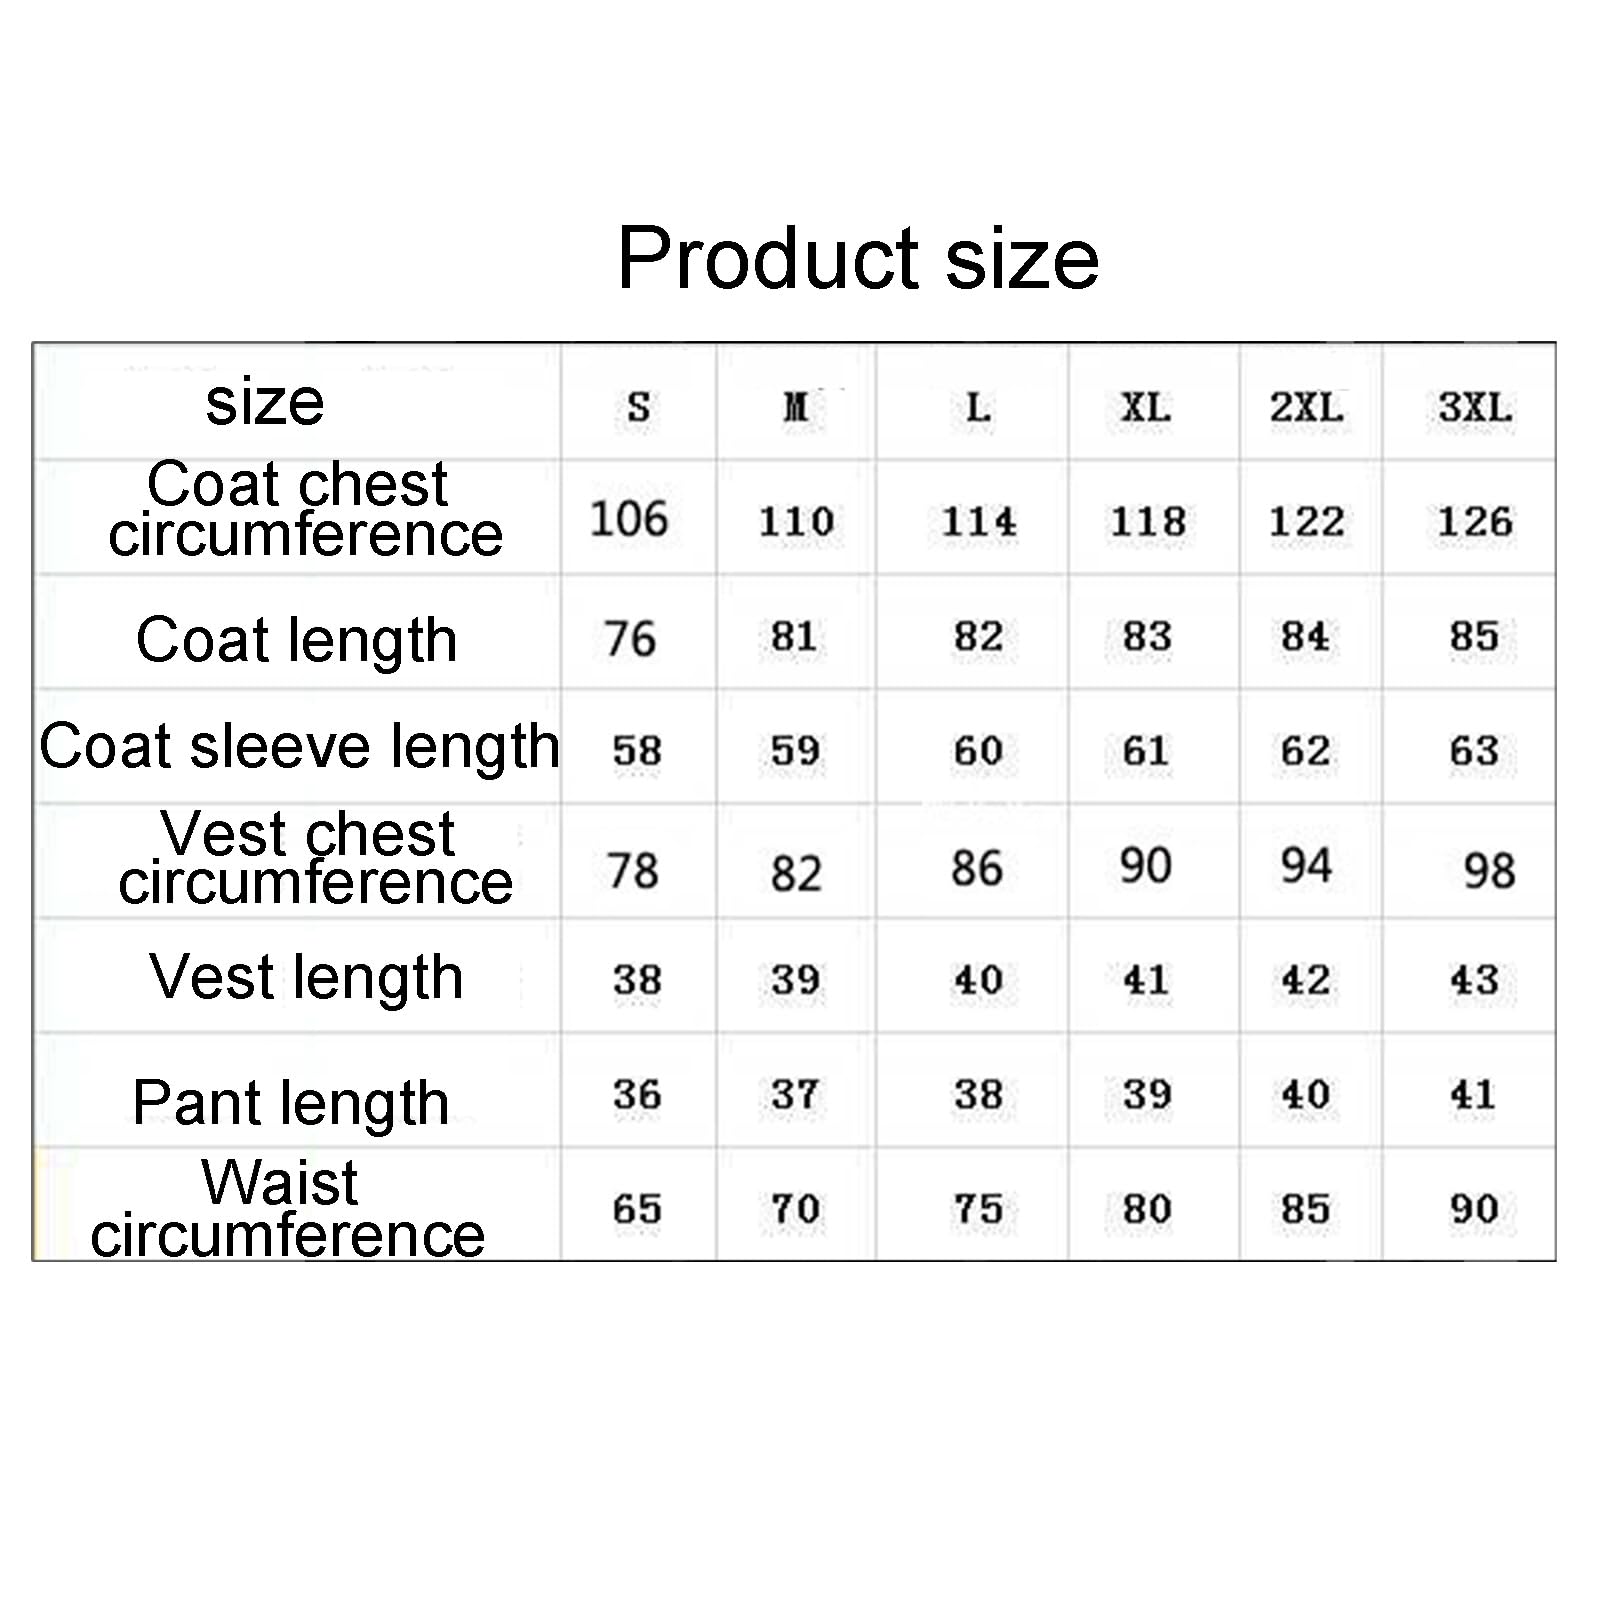 Product size
size S M L XL 2XL 3XL
Coat chest
circumference 106 110 114 118 122 126
Coat length 76 81 82 83 84 85
Coat sleeve length 58 59 60 61 62 63
Vest chest
circumference 78 82 86 90 94 98
Vest length 38 39 40 41 42 43
Pant length 36 37 38 39 40 41
Waist
circumference 65 70 75 80 85 90